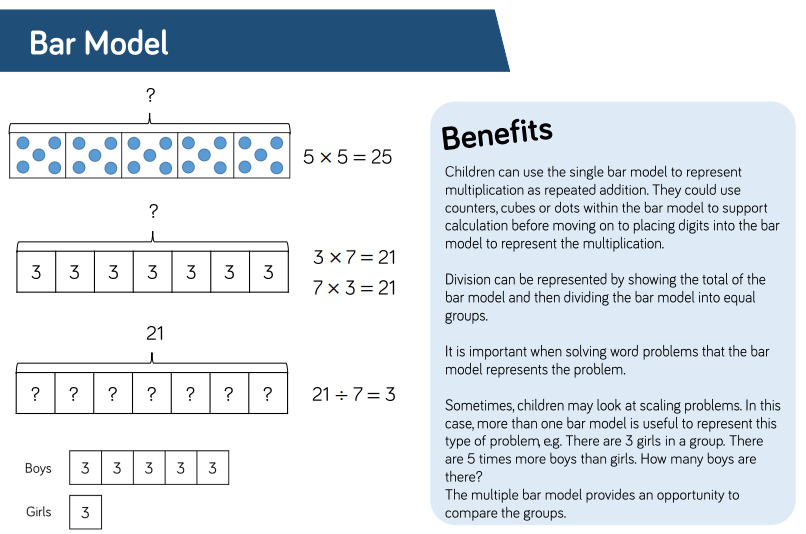 Bar Model
?
5 × 5 = 25
?
3 3 3 3 3 3 3
3 × 7 = 21
7 × 3 = 21
21
? ? ? ? ? ? ?
21 ÷ 7 = 3
Boys 3 3 3 3 3
Girls 3
Benefits
Children can use the single bar model to represent
multiplication as repeated addition. They could use
counters, cubes or dots within the bar model to support
calculation before moving on to placing digits into the bar
model to represent the multiplication.
Division can be represented by showing the total of the
bar model and then dividing the bar model into equal
groups.
It is important when solving word problems that the bar
model represents the problem.
Sometimes, children may look at scaling problems. In this
case, more than one bar model is useful to represent this
type of problem, e.g. There are 3 girls in a group. There
are 5 times more boys than girls. How many boys are
there?
The multiple bar model provides an opportunity to
compare the groups.